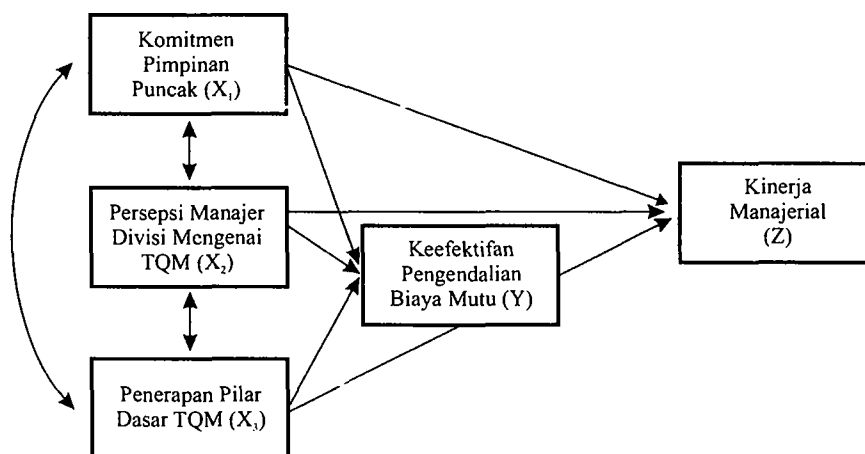 Komitmen
Pimpinan
Puncak (X₁)
Persepsi Manajer
Divisi Mengenai
TQM (X₂)
Penerapan Pilar
Dasar TQM (X₃)
Keefektifan
Pengendalian
Biaya Mutu (Y)
Kinerja
Manajerial
(Z)